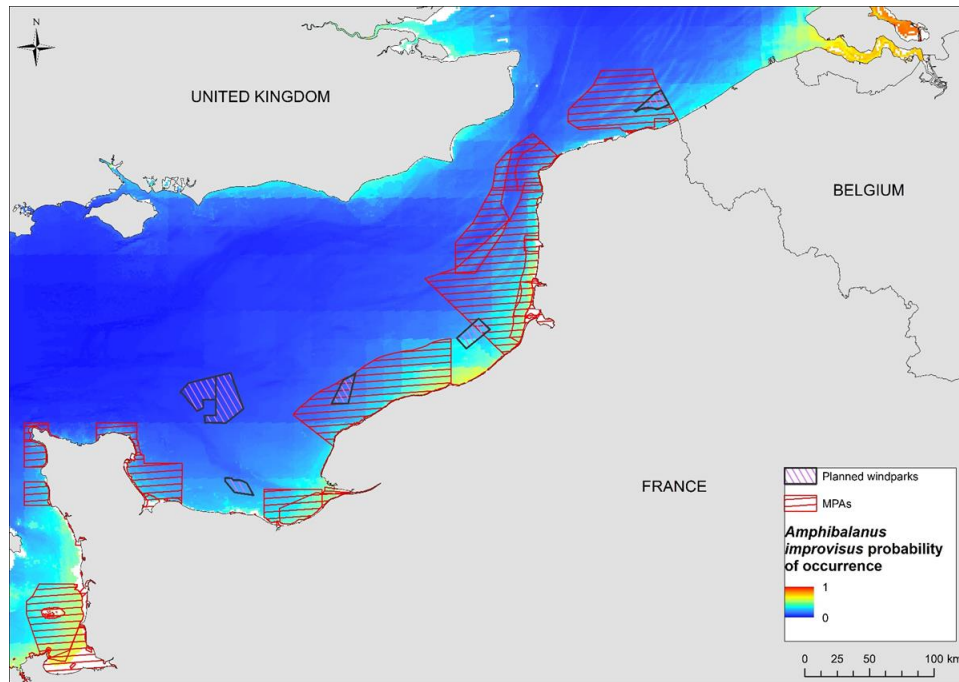 N
UNITED KINGDOM
BELGIUM
FRANCE
Planned windparks
MPAs
Amphibalanus
improvisus probability
of occurrence
1
0
0 25 50 100 km